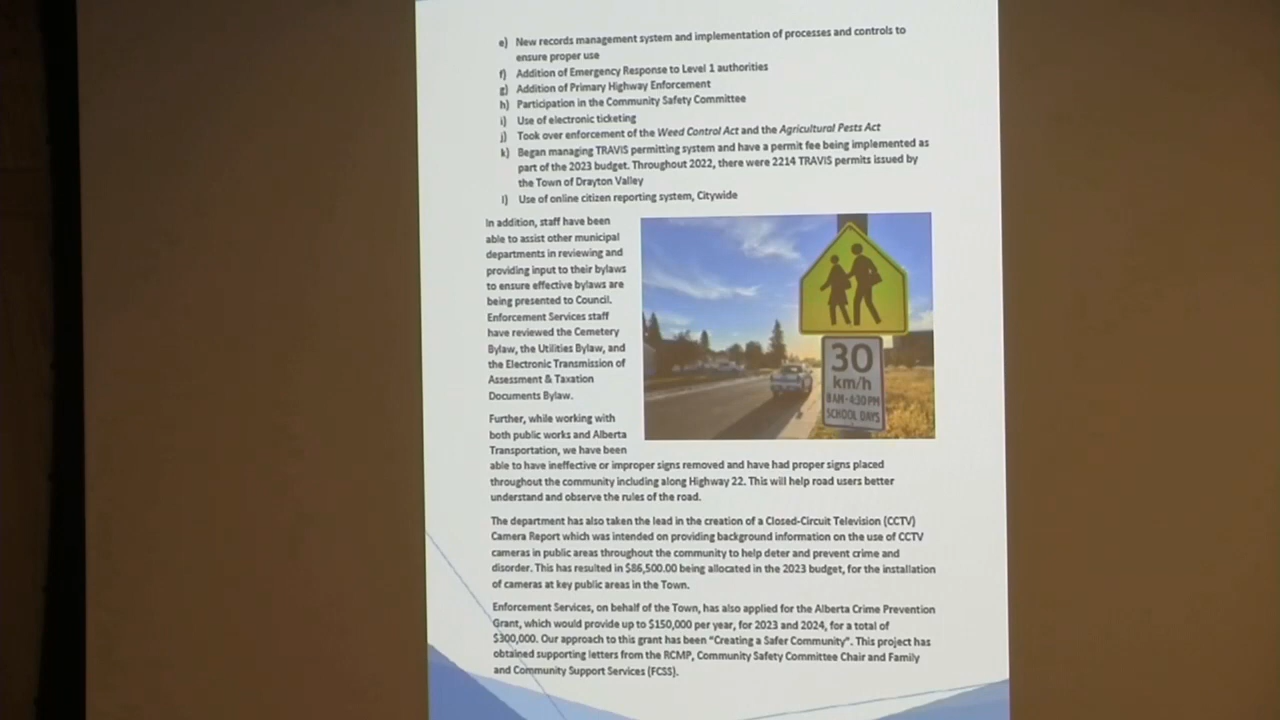 e) New records management system and implementation of processes and controls to
ensure proper use
f) Addition of Emergency Response to Level 1 authorities
g) Addition of Primary Highway Enforcement
h) Participation in the Community Safety Committee
i) Use of electronic ticketing
j) Took over enforcement of the Weed Control Act and the Agricultural Pests Act
k) Began managing TRAVIS permitting system and have a permit fee being implemented as
part of the 2023 budget. Throughout 2022, there were 2214 TRAVIS permits issued by
the Town of Drayton Valley
l) Use of online citizen reporting system, Citywide
In addition, staff have been
able to assist other municipal
departments in reviewing and
providing input to their bylaws
to ensure effective bylaws are
being presented to Council.
Enforcement Services staff
have reviewed the Cemetery
Bylaw, the Utilities Bylaw, and
the Electronic Transmission of
Assessment & Taxation
Documents Bylaw.
30
km/h
8AM-4:30PM
SCHOOL DAYS
Further, while working with
both public works and Alberta
Transportation, we have been
able to have ineffective or improper signs removed and have had proper signs placed
throughout the community including along Highway 22. This will help road users better
understand and observe the rules of the road.
The department has also taken the lead in the creation of a Closed-Circuit Television (CCTV)
Camera Report which was intended on providing background information on the use of CCTV
cameras in public areas throughout the community to help deter and prevent crime and
disorder. This has resulted in $86,500.00 being allocated in the 2023 budget, for the installation
of cameras at key public areas in the Town.
Enforcement Services, on behalf of the Town, has also applied for the Alberta Crime Prevention
Grant, which would provide up to $150,000 per year, for 2023 and 2024, for a total of
$300,000. Our approach to this grant has been "Creating a Safer Community". This project has
obtained supporting letters from the RCMP, Community Safety Committee Chair and Family
and Community Support Services (FCSS).